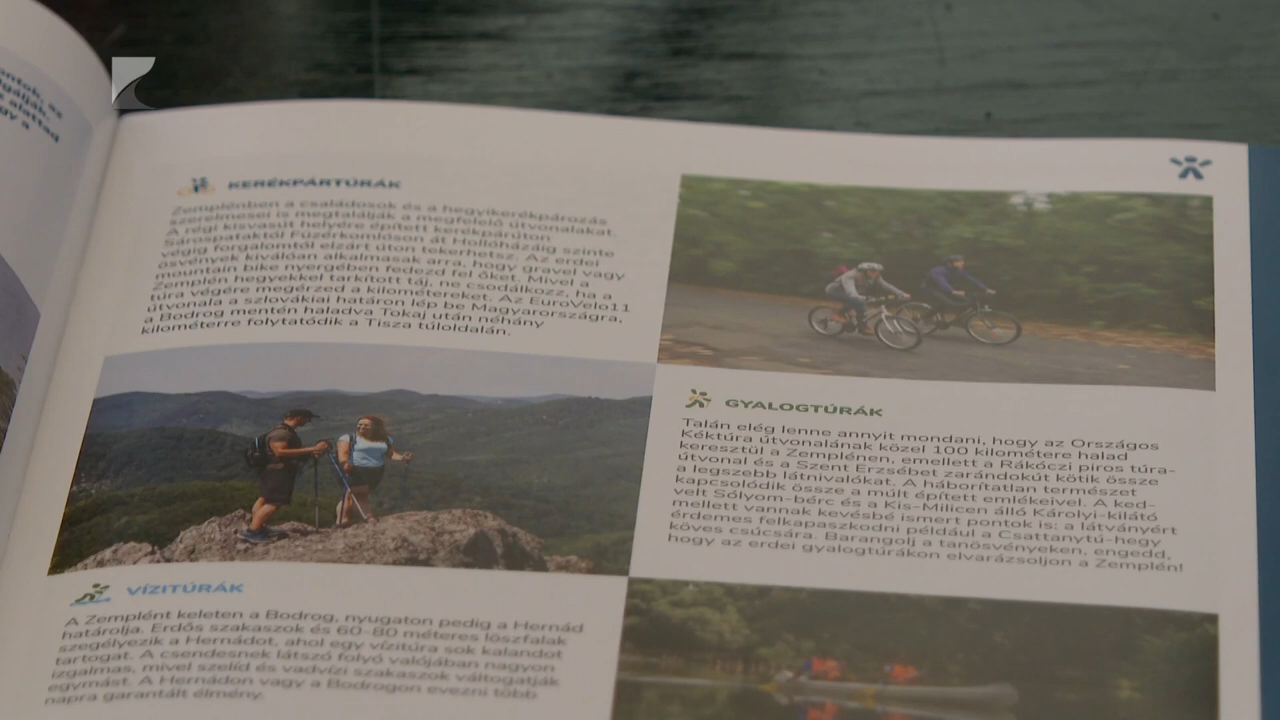 KERÉKPÁRTÚRÁK
Zemplénben a családosok és a hegyikerékpározás
szerelmesei is megtalálják a megfelelő útvonalakat.
A régi kisvasút helyére épített kerékpárúton
Sárospataktól Füzérkomlóson át Hollóházáig szinte
végig forgalomtól elzárt úton tekerhetsz. Az erdei
ösvények kiválóan alkalmasak arra, hogy gravel vagy
mountain bike nyergében fedezd fel őket. Mivel a
Zemplén hegyekkel tarkított táj, ne csodálkozz, ha a
túra végére megérzed a kilométereket. Az EuroVelo11
útvonala a szlovákiai határon lép be Magyarországra,
a Bodrog mentén haladva Tokaj után néhány
kilométerre folytatódik a Tisza túloldalán.
GYALOGTÚRÁK
Talán elég lenne annyit mondani, hogy az Országos
Kéktúra útvonalának közel 100 kilométere halad
keresztül a Zemplénen, emellett a Rákóczi piros túra-
útvonal és a Szent Erzsébet zarándokút kötik össze
a legszebb látnivalókat. A háborítatlan természet
kapcsolódik össze a múlt épített emlékeivel. A ked-
velt Sólyom-bérc és a Kis-Milicen álló Károlyi-kilátó
mellett vannak kevésbé ismert pontok is: a látványért
érdemes felkapaszkodni például a Csattanytú-hegy
köves csúcsára. Barangolj a tanösvényeken, engedd,
hogy az erdei gyalogtúrákon elvarázsoljon a Zemplén!
VÍZITÚRÁK
A Zemplént keleten a Bodrog, nyugaton pedig a Hernád
határolja. Erdős szakaszok és 60-80 méteres löszfalak
szegélyezik a Hernádot, ahol egy vízitúra sok kalandot
tartogat. A csendesnek látszó folyó valójában nagyon
izgalmas, mivel szelíd és vadvízi szakaszok váltogatják
egymást. A Hernádon vagy a Bodrogon evezni több
napra garantált élmény.